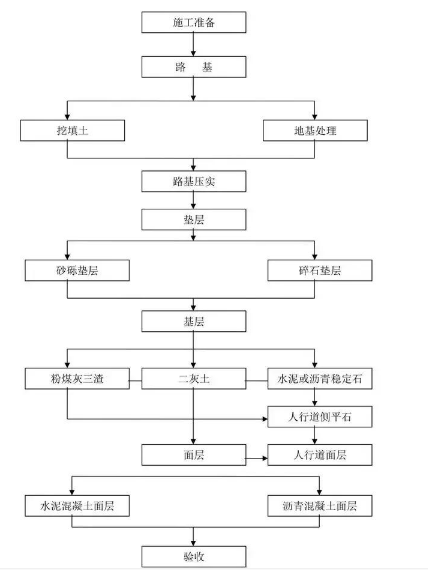 施工准备
路 基
挖填土
地基处理
路基压实
垫层
砂砾垫层
碎石垫层
基层
粉煤灰三渣
二灰土
水泥或沥青稳定石
人行道侧平石
面层
人行道面层
水泥混凝土面层
沥青混凝土面层
验收